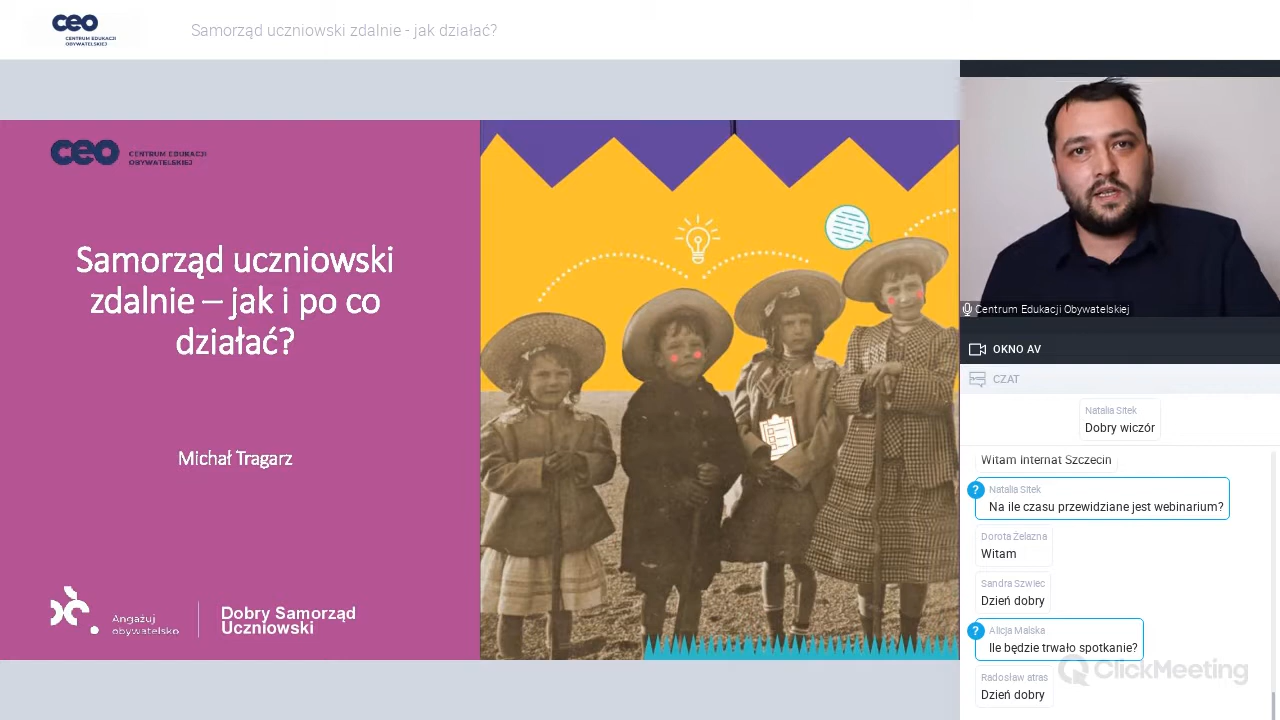 ceo
CENTRUM EDUKACJI
OBYWATELSKIEJ
Samorząd uczniowski zdalnie - jak działać?
ceo
CENTRUM EDUKACJI
OBYWATELSKIEJ
Samorząd uczniowski
zdalnie – jak i po co
działać?
Michał Tragarz
Angażuj
obywatelsko
Dobry Samorząd
Uczniowski
Centrum Edukacji Obywatelskiej
OKNO AV
CZAT
Natalia Sitek
Dobry wiczór
Witam Internat Szczecin
?
Natalia Sitek
Na ile czasu przewidziane jest webinarium?
Dorota Żelazna
Witam
Sandra Szwiec
Dzień dobry
?
Alicja Malska
Ile będzie trwało spotkanie?
Radosław atras
Dzień dobry
ClickMeeting